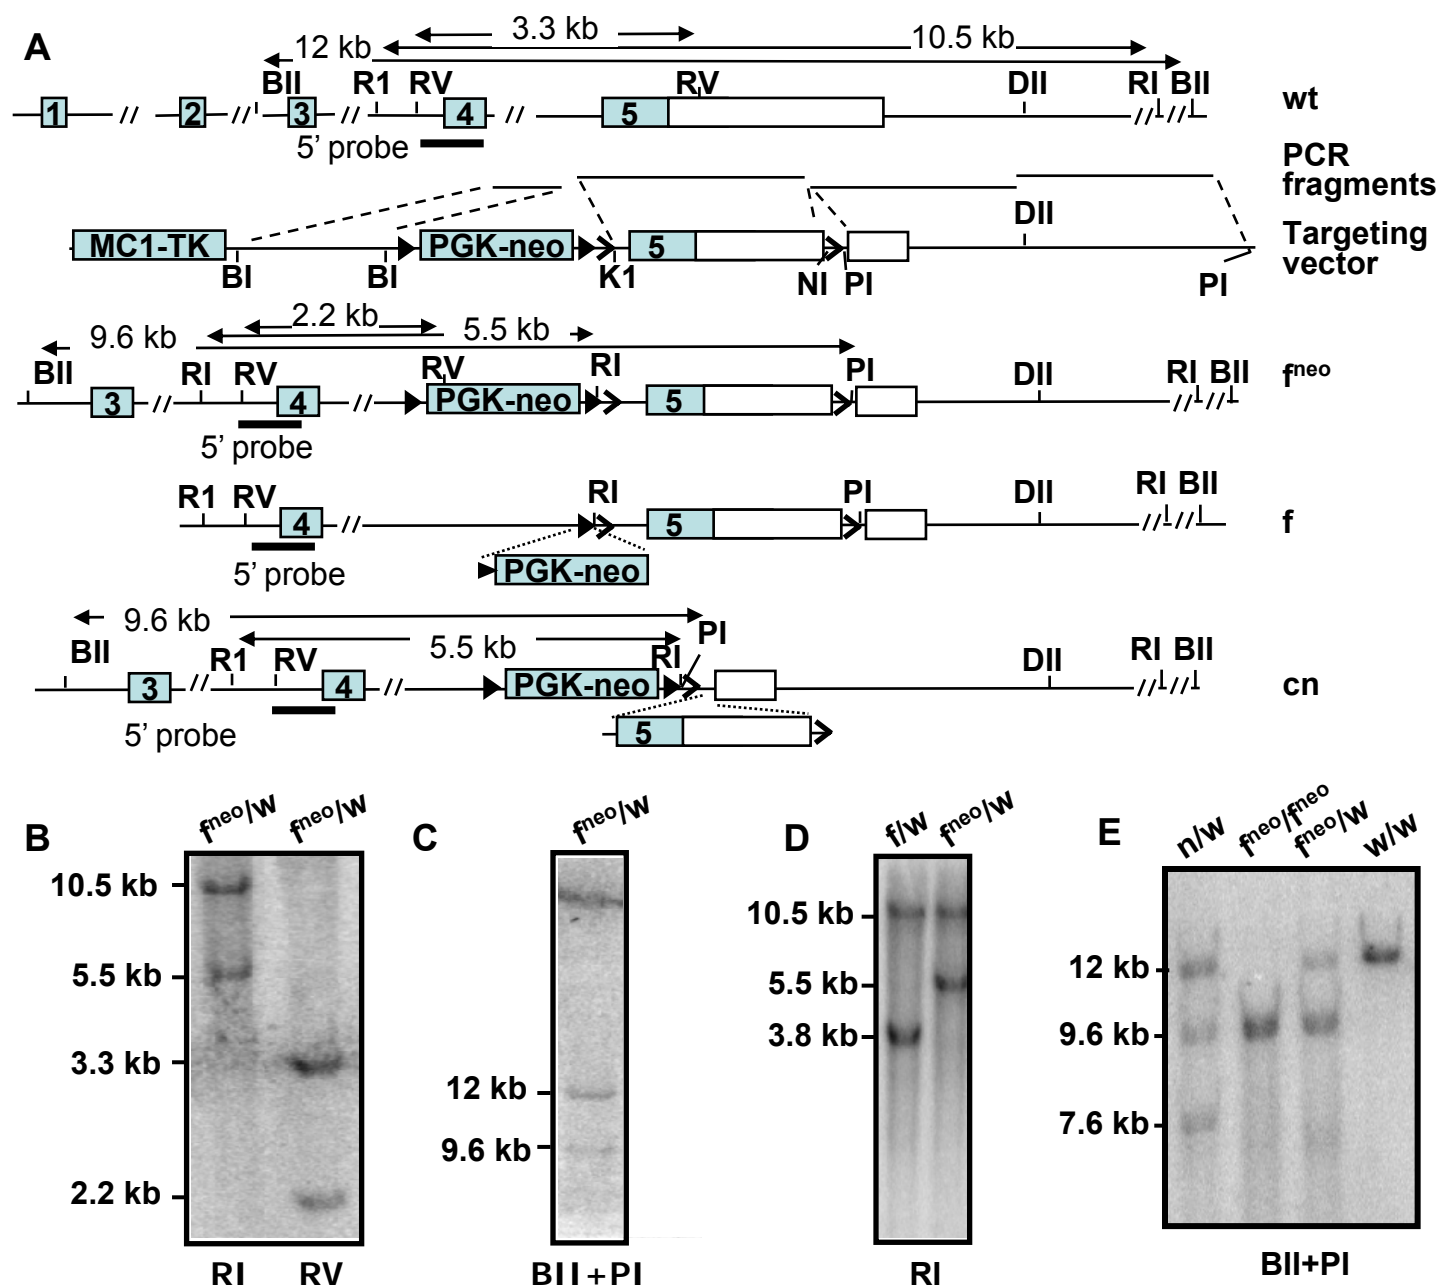 A
3.3 kb
12 kb
10.5 kb
BII R1 RV RV DII RI BII
1 // 2 // 3 // 4 // 5 // // wt
5' probe
PCR fragments
DII
MC1-TK PGK-neo 5
Targeting vector
BI BI K1 NI PI PI
2.2 kb
9.6 kb 5.5 kb
BII RI RV RV RI PI DII RI BII
fneo
3 // 4 // PGK-neo 5 // //
5' probe
R1 RV RI PI DII RI BII
4 // 5 // // f
5' probe
PGK-neo
9.6 kb
5.5 kb
BII R1 RV RI PI DII RI BII
3 // 4 // PGK-neo // // cn
5' probe
5
B
fneo/w fneo/w
10.5 kb
5.5 kb
3.3 kb
2.2 kb
RI RV
C
fneo/w
12 kb
9.6 kb
BII+PI
D
f/w fneo/w
10.5 kb
5.5 kb
3.8 kb
RI
E
n/w fneo/fneo fneo/w w/w
12 kb
9.6 kb
7.6 kb
BII+PI